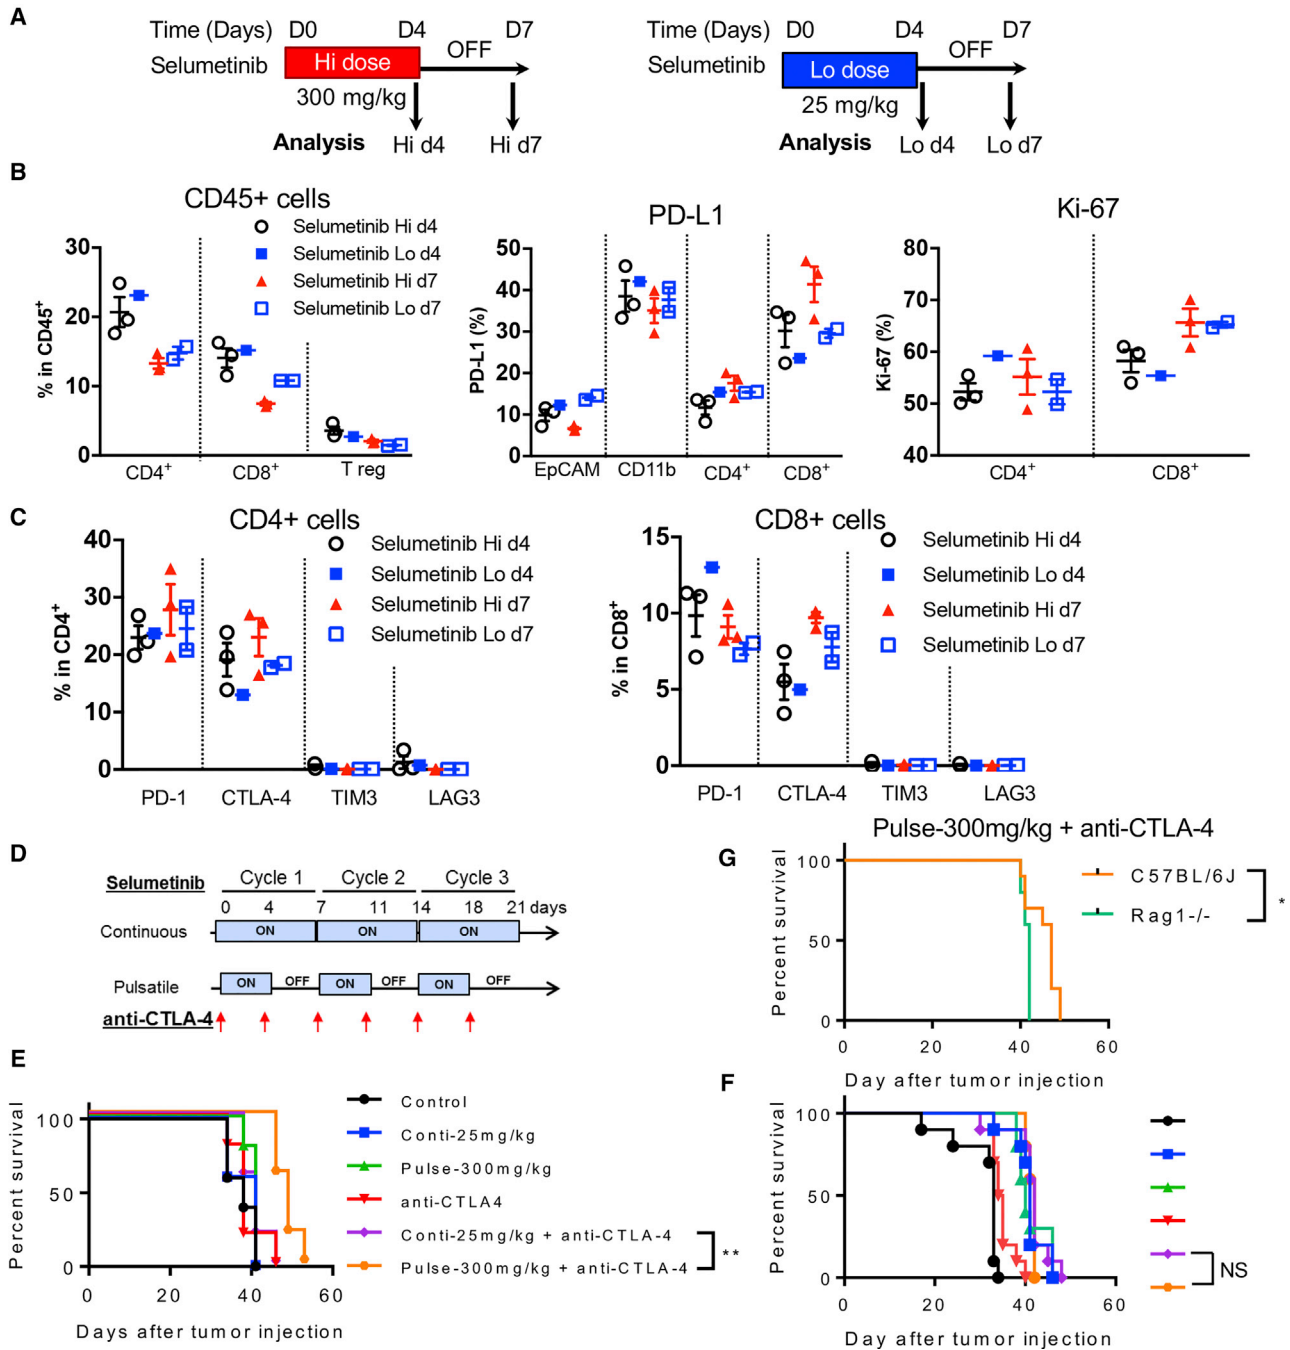 A
Time (Days) D0 D4 D7
Selumetinib Hi dose OFF
300 mg/kg
Analysis Hi d4 Hi d7
Time (Days) D0 D4 D7
Selumetinib Lo dose OFF
25 mg/kg
Analysis Lo d4 Lo d7
B
CD45+ cells
Selumetinib Hi d4
Selumetinib Lo d4
Selumetinib Hi d7
Selumetinib Lo d7
% in CD45+
30
20
10
0
CD4+ CD8+ T reg
PD-L1
PD-L1 (%)
50
40
30
20
10
0
EpCAM CD11b CD4+ CD8+
Ki-67
Ki-67 (%)
80
70
60
50
40
CD4+ CD8+
C
CD4+ cells
Selumetinib Hi d4
Selumetinib Lo d4
Selumetinib Hi d7
Selumetinib Lo d7
% in CD4+
40
30
20
10
0
PD-1 CTLA-4 TIM3 LAG3
CD8+ cells
Selumetinib Hi d4
Selumetinib Lo d4
Selumetinib Hi d7
Selumetinib Lo d7
% in CD8+
15
10
5
0
PD-1 CTLA-4 TIM3 LAG3
D
Selumetinib Cycle 1 Cycle 2 Cycle 3
0 4 7 11 14 18 21 days
Continuous ON ON ON
Pulsatile ON OFF ON OFF ON OFF
anti-CTLA-4
G
Pulse-300mg/kg + anti-CTLA-4
Percent survival
100
50
0
0 20 40 60
Day after tumor injection
C57BL/6J
Rag1-/-
*
E
Percent survival
100
50
0
0 20 40 60
Days after tumor injection
Control
Conti-25mg/kg
Pulse-300mg/kg
anti-CTLA4
Conti-25mg/kg + anti-CTLA-4
Pulse-300mg/kg + anti-CTLA-4
**
F
Percent survival
100
50
0
0 20 40 60
Day after tumor injection
NS